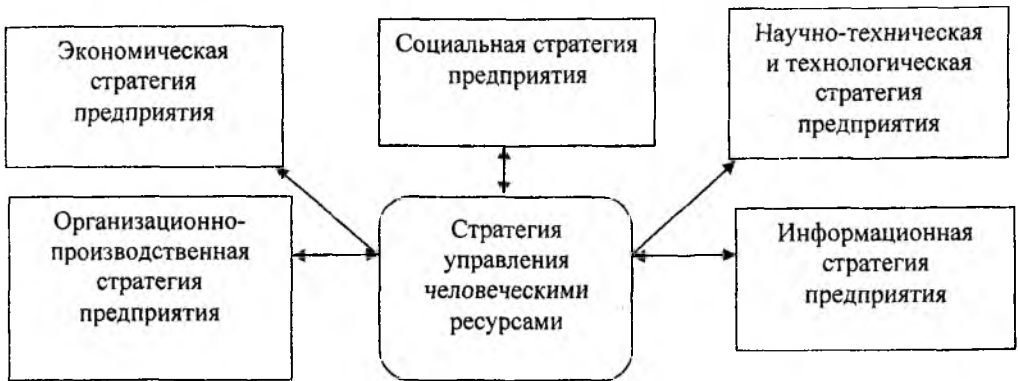 Экономическая
стратегия
предприятия
Социальная стратегия
предприятия
Научно-техническая
и технологическая
стратегия
предприятия
Организационно-
производственная
стратегия
предприятия
Стратегия
управления
человеческими
ресурсами
Информационная
стратегия
предприятия